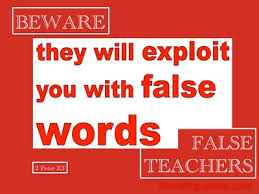 BEWARE
they will exploit
you with false
words
2 Peter 2:3
FALSE
TEACHERS